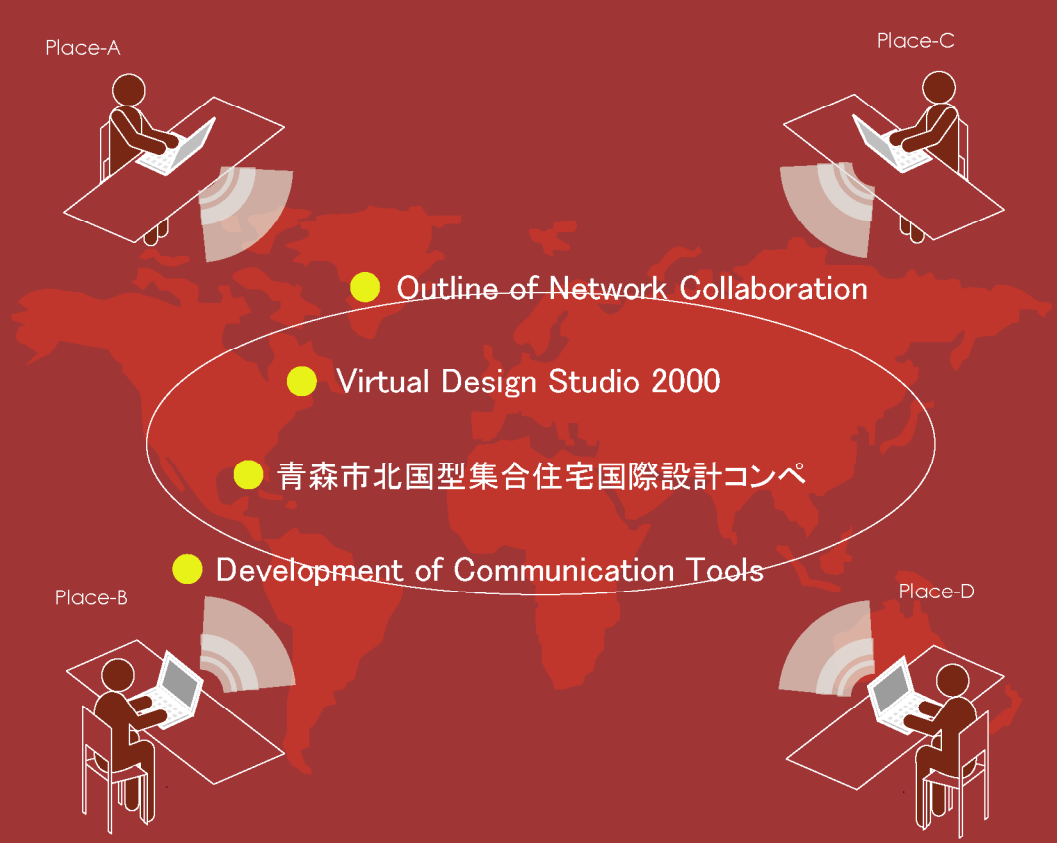 Place-A
Place-C
Outline of Network Collaboration
Virtual Design Studio 2000
青森市北国型集合住宅国際設計コンペ
Development of Communication Tools
Place-B
Place-D